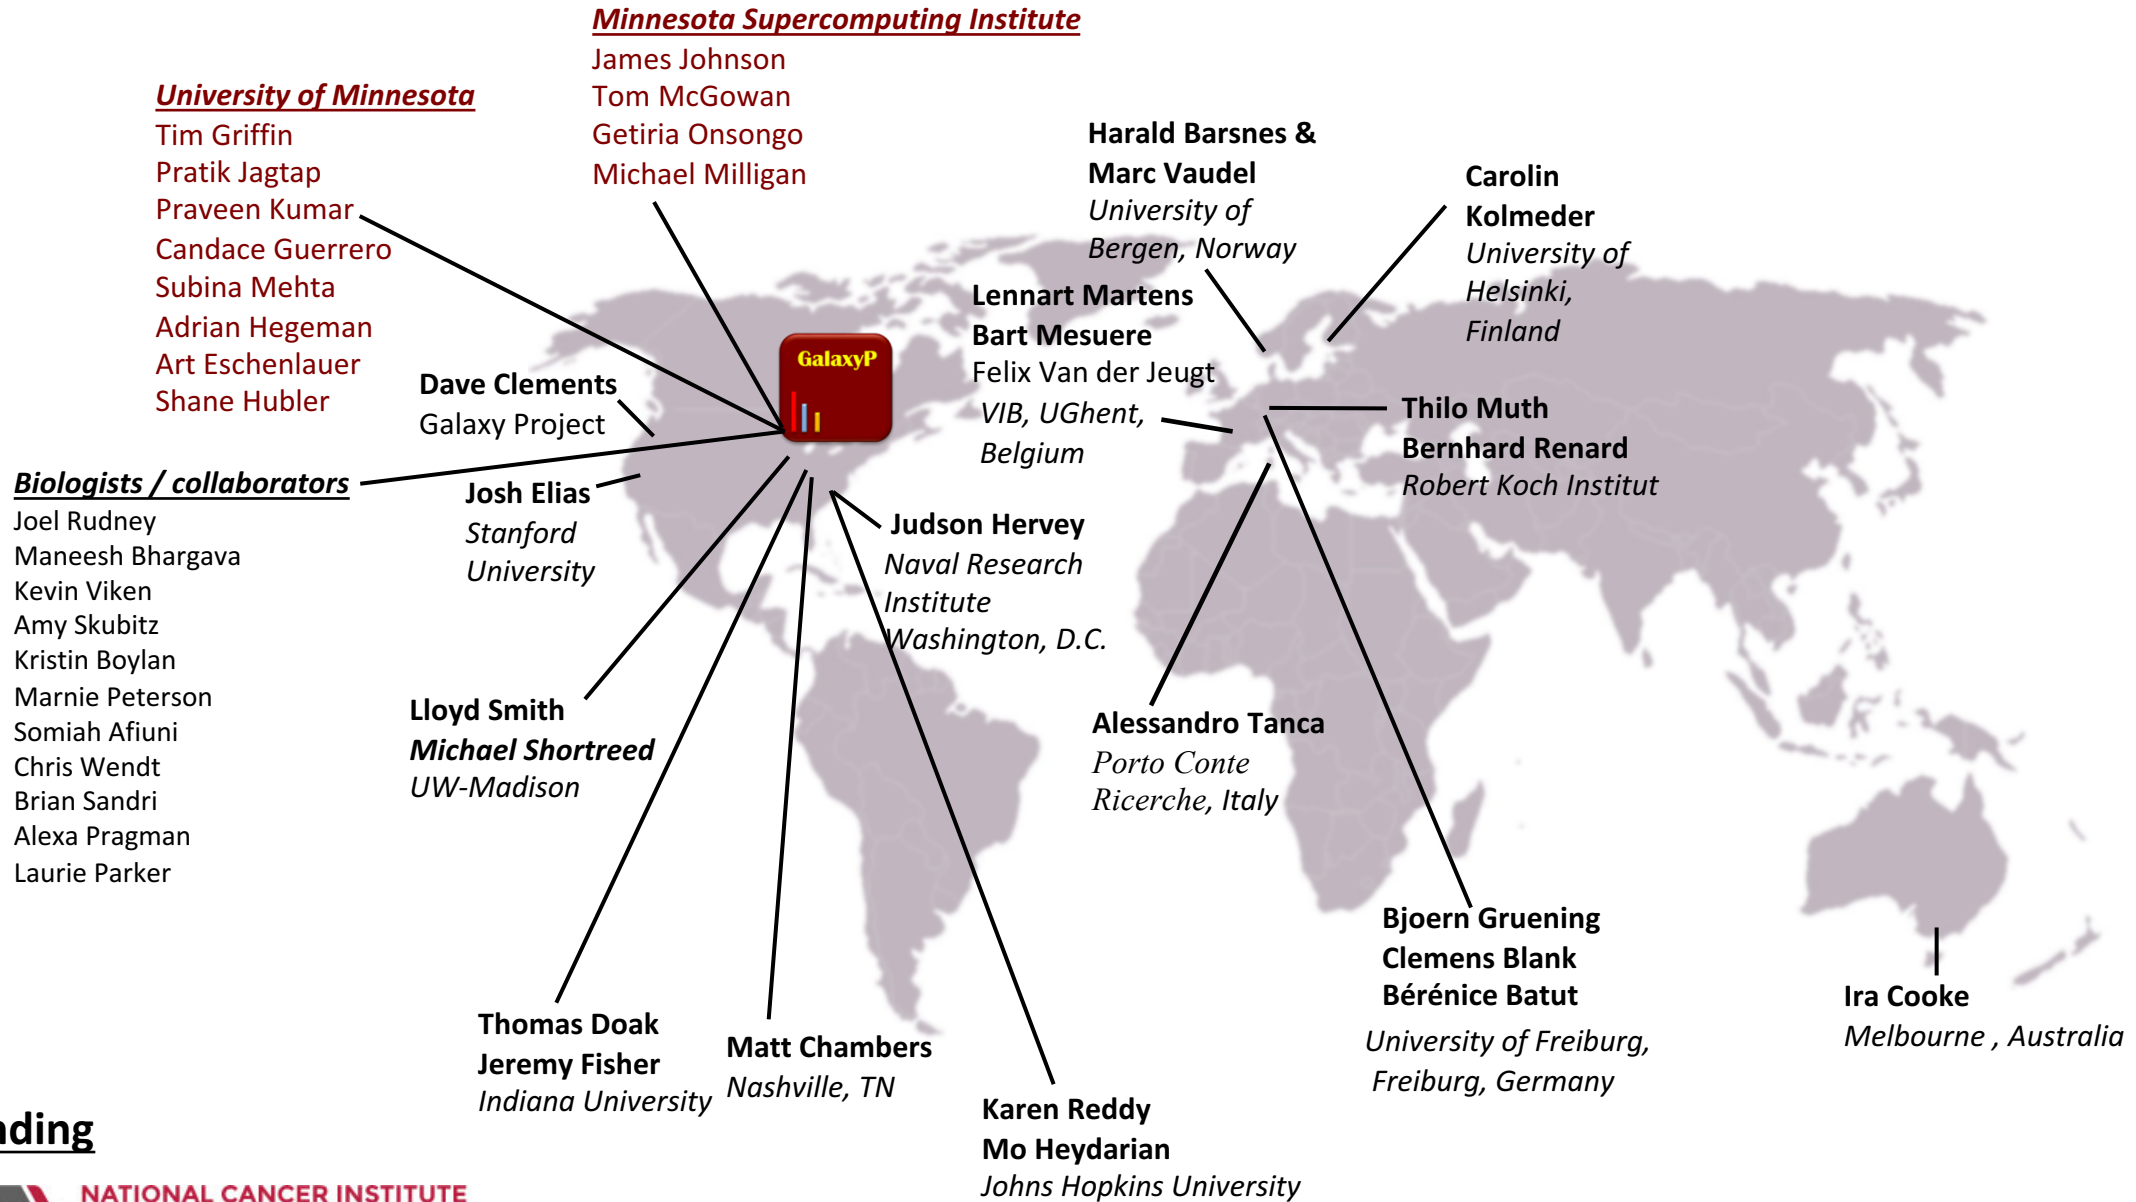 Minnesota Supercomputing Institute
James Johnson
Tom McGowan
Getiria Onsongo
Michael Milligan
University of Minnesota
Tim Griffin
Pratik Jagtap
Praveen Kumar
Candace Guerrero
Subina Mehta
Adrian Hegeman
Art Eschenlauer
Shane Hubler
Harald Barsnes &
Marc Vaudel
University of
Bergen, Norway
Carolin
Kolmeder
University of
Helsinki,
Finland
Lennart Martens
Bart Mesuere
Felix Van der Jeugt
VIB, UGhent,
Belgium
GalaxyP
Dave Clements
Galaxy Project
Thilo Muth
Bernhard Renard
Robert Koch Institut
Biologists / collaborators
Joel Rudney
Maneesh Bhargava
Kevin Viken
Amy Skubitz
Kristin Boylan
Marnie Peterson
Somiah Afiuni
Chris Wendt
Brian Sandri
Alexa Pragman
Laurie Parker
Josh Elias
Stanford
University
Judson Hervey
Naval Research
Institute
Washington, D.C.
Lloyd Smith
Michael Shortreed
UW-Madison
Alessandro Tanca
Porto Conte
Ricerche, Italy
Bjoern Gruening
Clemens Blank
Bérénice Batut
University of Freiburg,
Freiburg, Germany
Ira Cooke
Melbourne , Australia
Thomas Doak
Jeremy Fisher
Indiana University
Matt Chambers
Nashville, TN
Karen Reddy
Mo Heydarian
Johns Hopkins University
nding
NATIONAL CANCER INSTITUTE